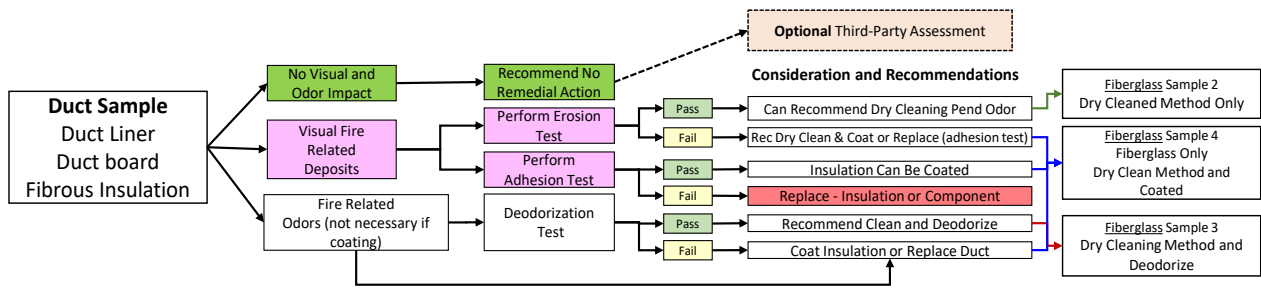 Optional Third-Party Assessment
No Visual and
Odor Impact
Recommend No
Remedial Action
Consideration and Recommendations
Duct Sample
Duct Liner
Duct board
Fibrous Insulation
Visual Fire
Related
Deposits
Perform Erosion
Test
Pass
Can Recommend Dry Cleaning Pend Odor
Fail
Rec Dry Clean & Coat or Replace (adhesion test)
Perform
Adhesion Test
Pass
Insulation Can Be Coated
Fail
Replace - Insulation or Component
Fire Related
Odors (not necessary if
coating)
Deodorization
Test
Pass
Recommend Clean and Deodorize
Fail
Coat Insulation or Replace Duct
Fiberglass Sample 2
Dry Cleaned Method Only
Fiberglass Sample 4
Fiberglass Only
Dry Clean Method and
Coated
Fiberglass Sample 3
Dry Cleaning Method and
Deodorize